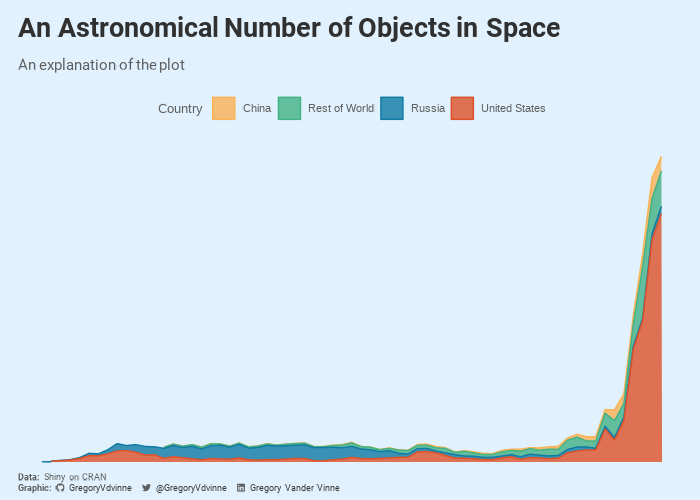 An Astronomical Number of Objects in Space
An explanation of the plot
Country China Rest of World Russia United States
Data: Shiny on CRAN
Graphic: GregoryVdvinne @GregoryVdvinne Gregory Vander Vinne